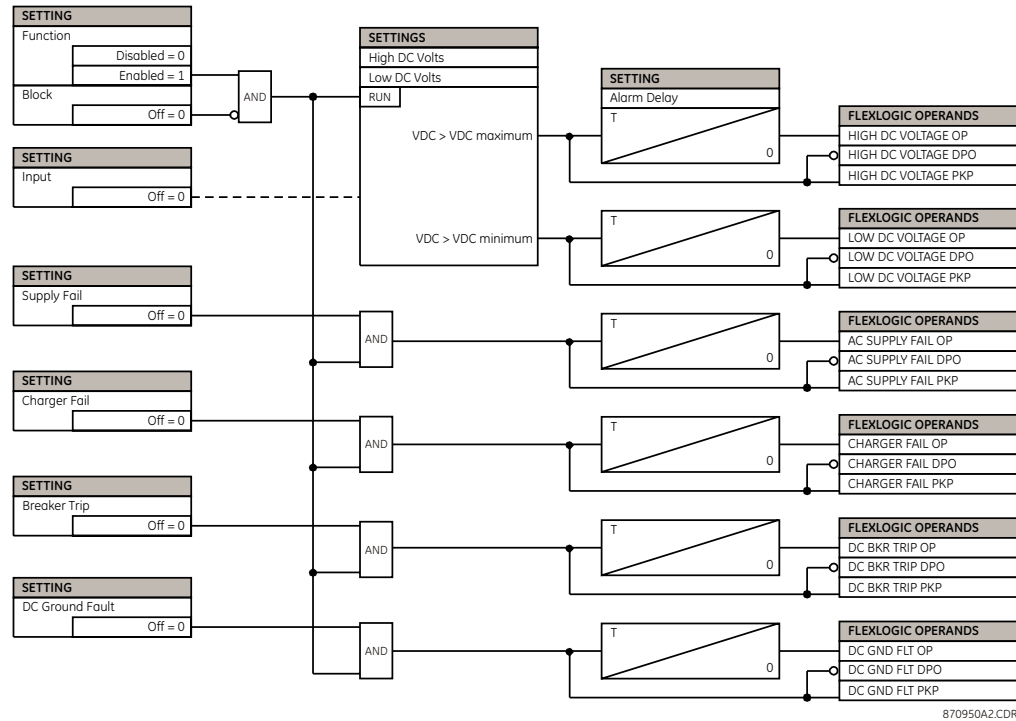 SETTING
Function
Disabled = 0
Enabled = 1
Block
Off = 0
AND
SETTING
Input
Off = 0
SETTING
Supply Fail
Off = 0
SETTING
Charger Fail
Off = 0
SETTING
Breaker Trip
Off = 0
SETTING
DC Ground Fault
Off = 0
SETTINGS
High DC Volts
Low DC Volts
RUN
VDC > VDC maximum
VDC > VDC minimum
AND
AND
AND
AND
SETTING
Alarm Delay
T
0
T
0
T
0
T
0
T
0
T
0
FLEXLOGIC OPERANDS
HIGH DC VOLTAGE OP
HIGH DC VOLTAGE DPO
HIGH DC VOLTAGE PKP
FLEXLOGIC OPERANDS
LOW DC VOLTAGE OP
LOW DC VOLTAGE DPO
LOW DC VOLTAGE PKP
FLEXLOGIC OPERANDS
AC SUPPLY FAIL OP
AC SUPPLY FAIL DPO
AC SUPPLY FAIL PKP
FLEXLOGIC OPERANDS
CHARGER FAIL OP
CHARGER FAIL DPO
CHARGER FAIL PKP
FLEXLOGIC OPERANDS
DC BKR TRIP OP
DC BKR TRIP DPO
DC BKR TRIP PKP
FLEXLOGIC OPERANDS
DC GND FLT OP
DC GND FLT DPO
DC GND FLT PKP
870950A2.CDR